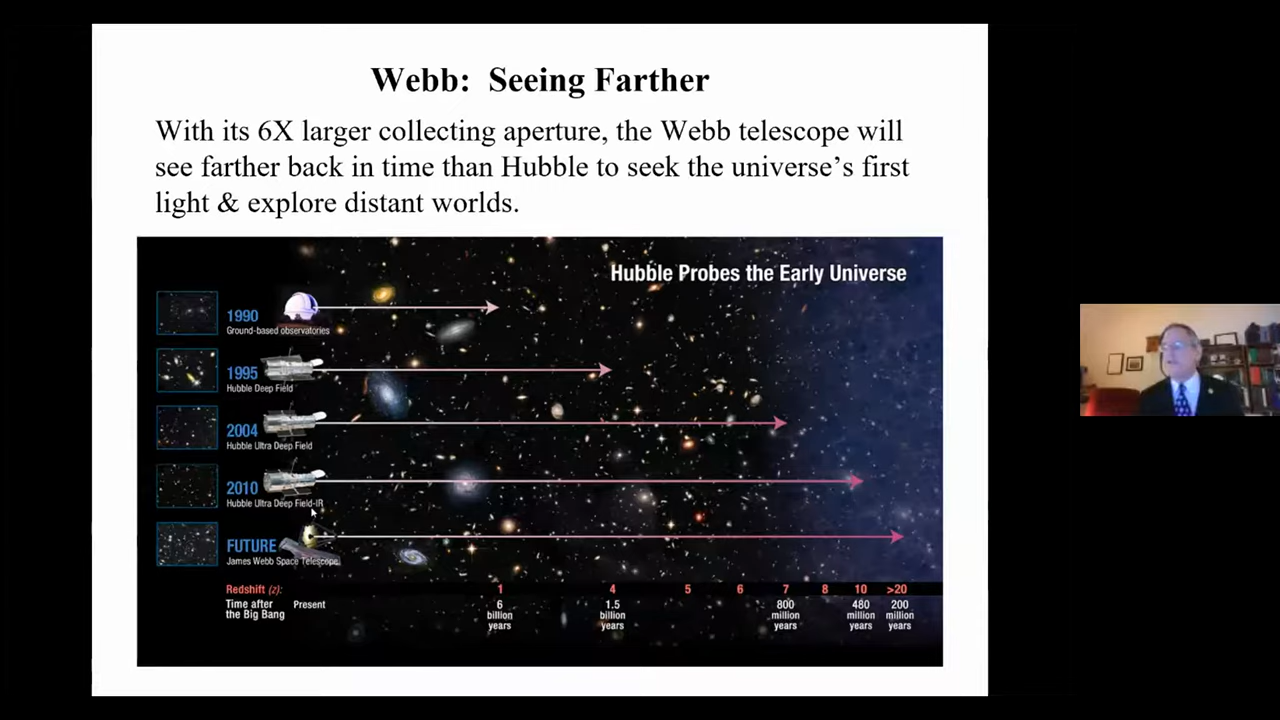 Webb:  Seeing Farther
With its 6X larger collecting aperture, the Webb telescope will
see farther back in time than Hubble to seek the universe’s first
light & explore distant worlds.
Hubble Probes the Early Universe
1990
Ground-based observatories
1995
Hubble Deep Field
2004
Hubble Ultra Deep Field
2010
Hubble Ultra Deep Field-IR
FUTURE
James Webb Space Telescope
Redshift (z): 1 4 5 6 7 8 10 >20
Time after the Big Bang
Present
6 billion years
1.5 billion years
800 million years
480 million years
200 million years